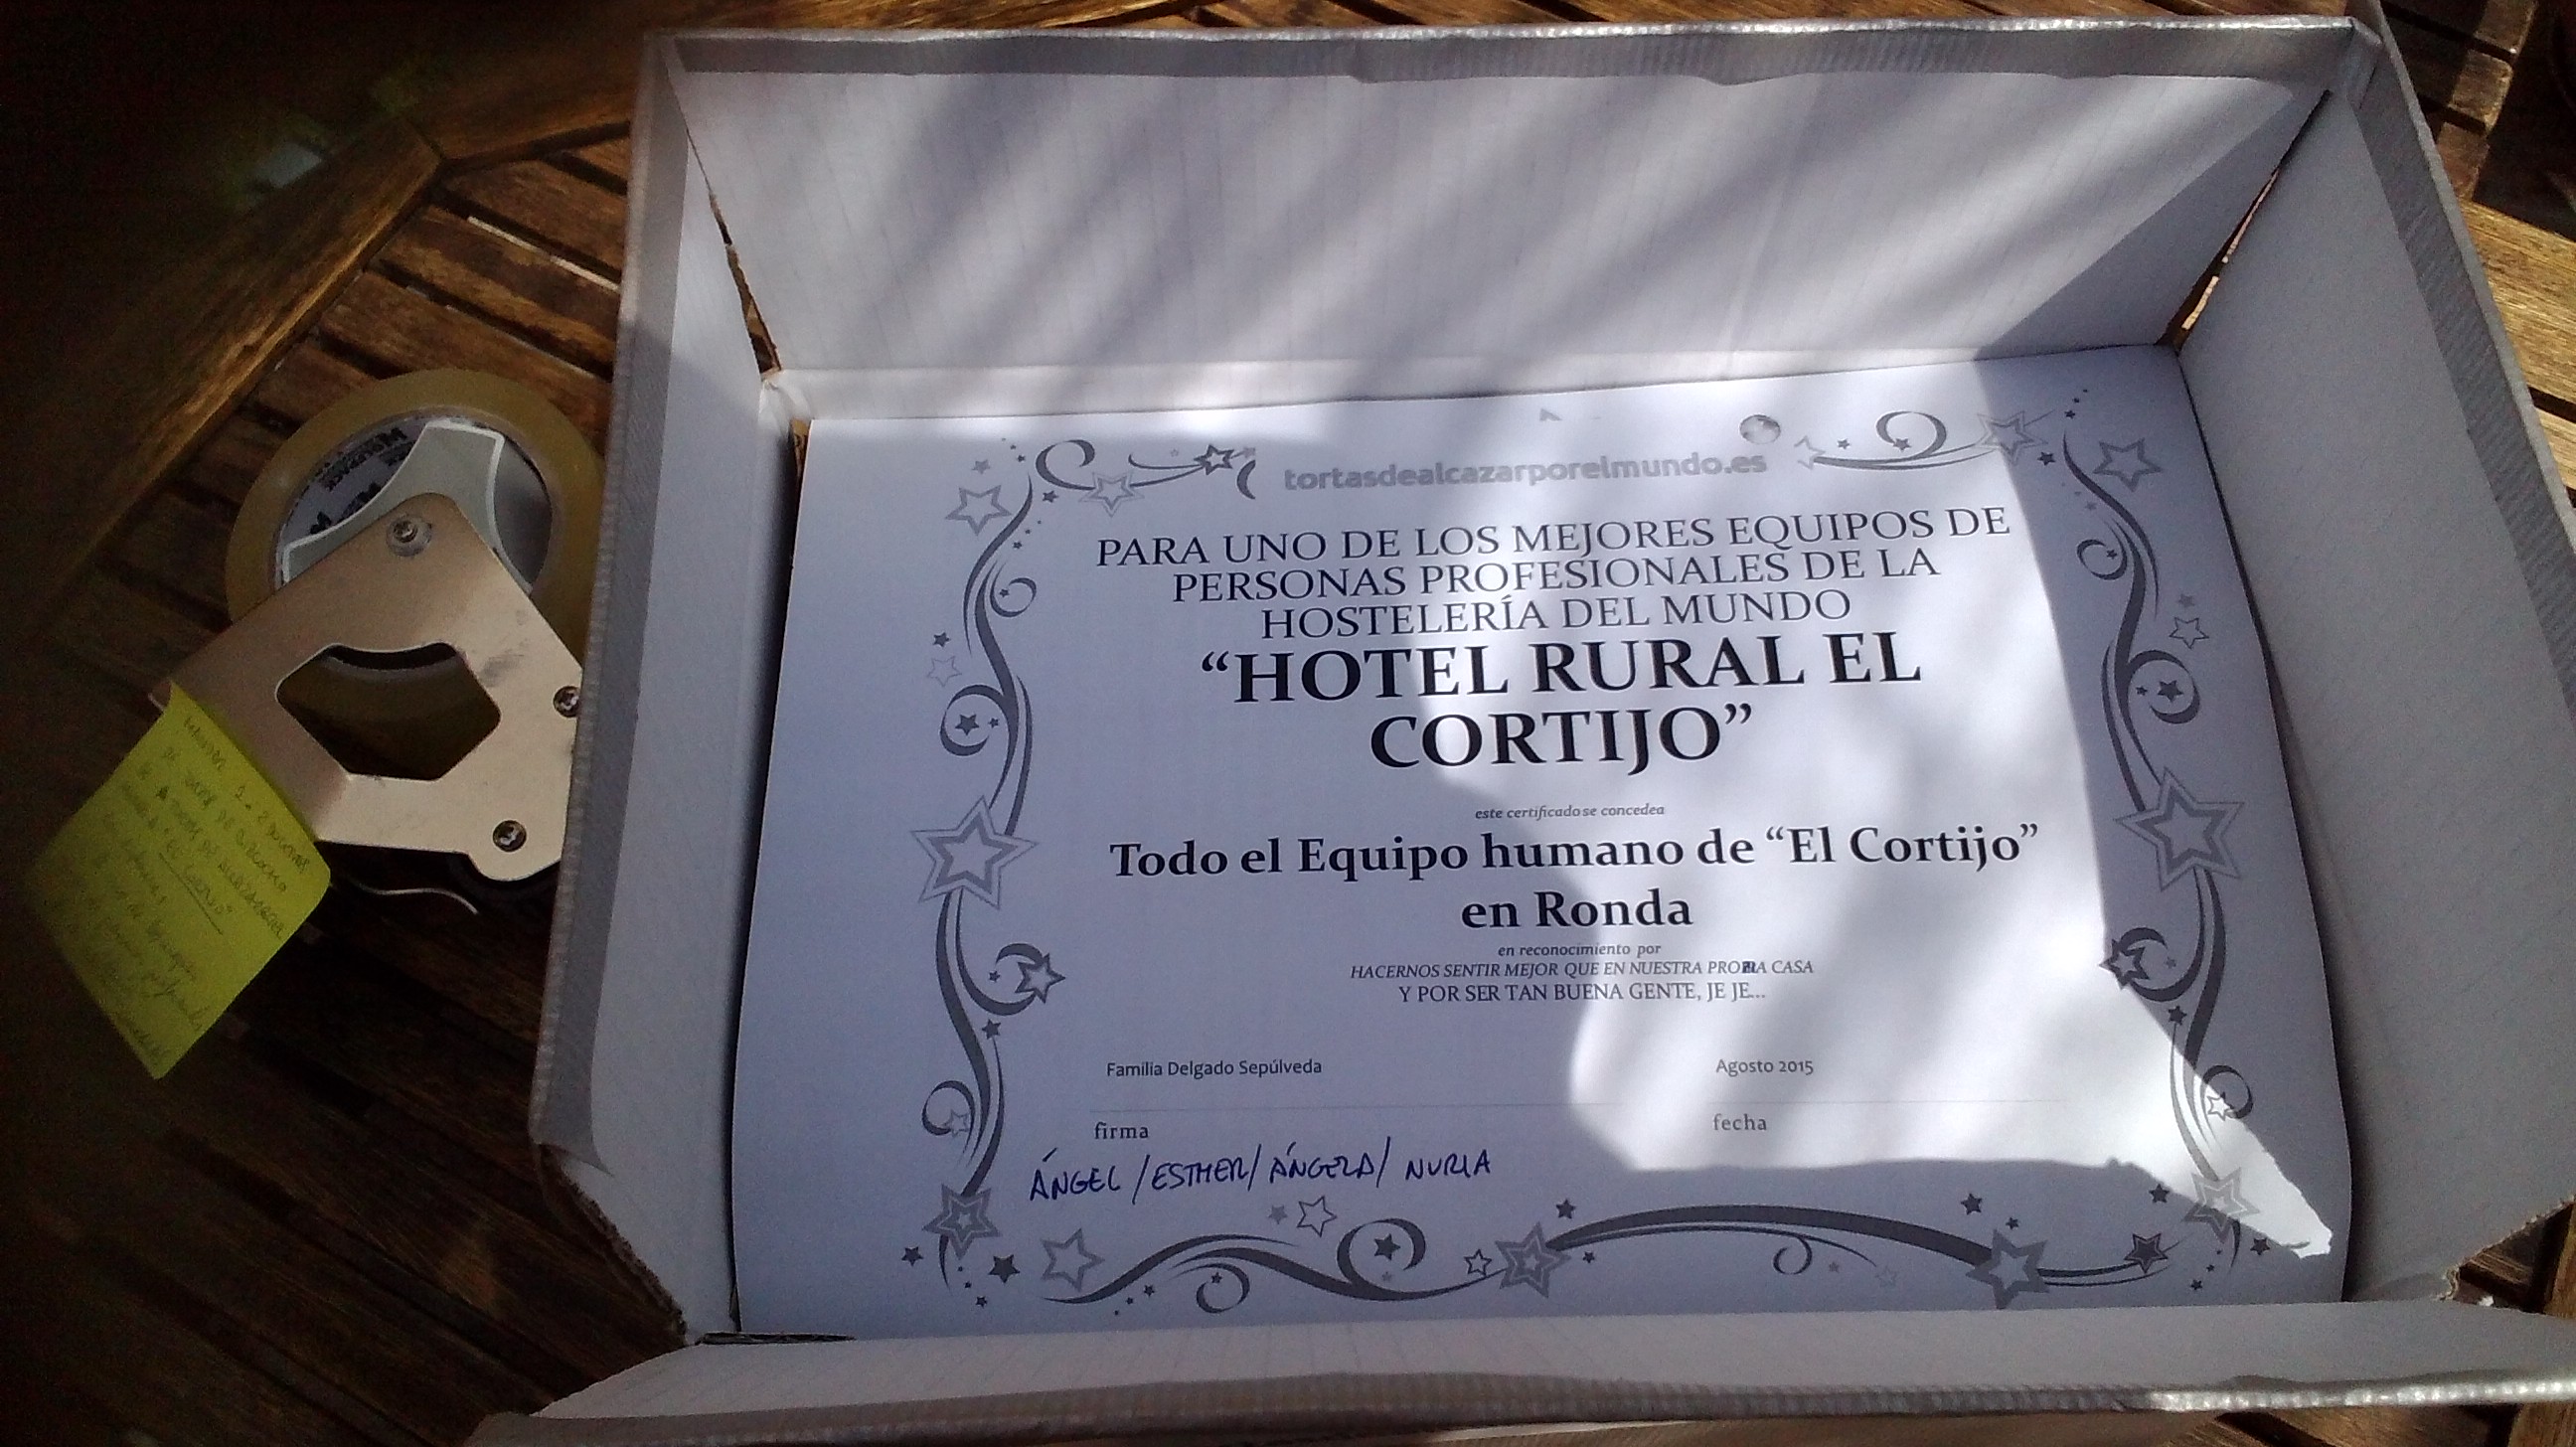 tortasdealcazarporelmundo.es
PARA UNO DE LOS MEJORES EQUIPOS DE
PERSONAS PROFESIONALES DE LA
HOSTELERÍA DEL MUNDO
“HOTEL RURAL EL
CORTIJO”
este certificado se concedea
Todo el Equipo humano de “El Cortijo”
en Ronda
en reconocimiento por
HACERNOS SENTIR MEJOR QUE EN NUESTRA PROPIA CASA
Y POR SER TAN BUENA GENTE, JE JE...
Familia Delgado Sepúlveda
Agosto 2015
firma
fecha
ÁNGEL / ESTHER / ÁNGELA / NURIA